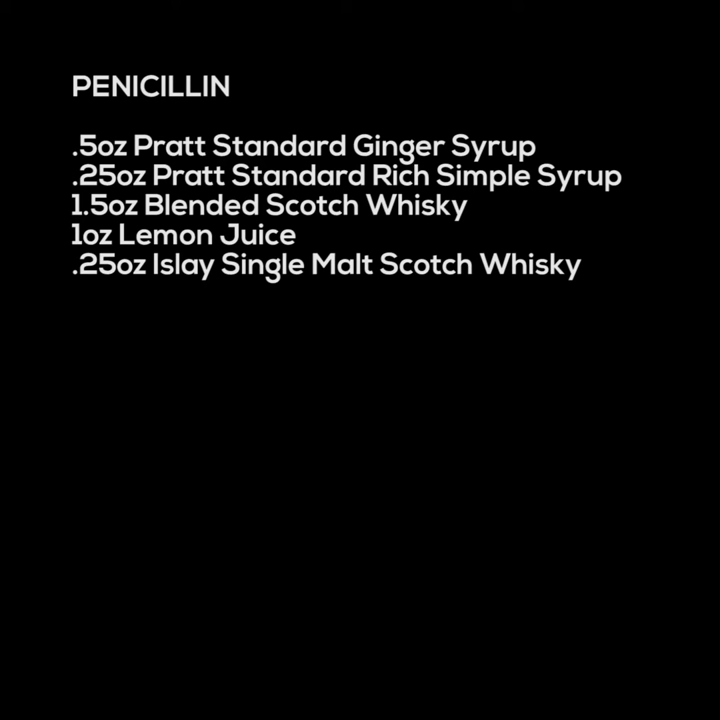 PENICILLIN
.5oz Pratt Standard Ginger Syrup
.25oz Pratt Standard Rich Simple Syrup
1.5oz Blended Scotch Whisky
1oz Lemon Juice
.25oz Islay Single Malt Scotch Whisky